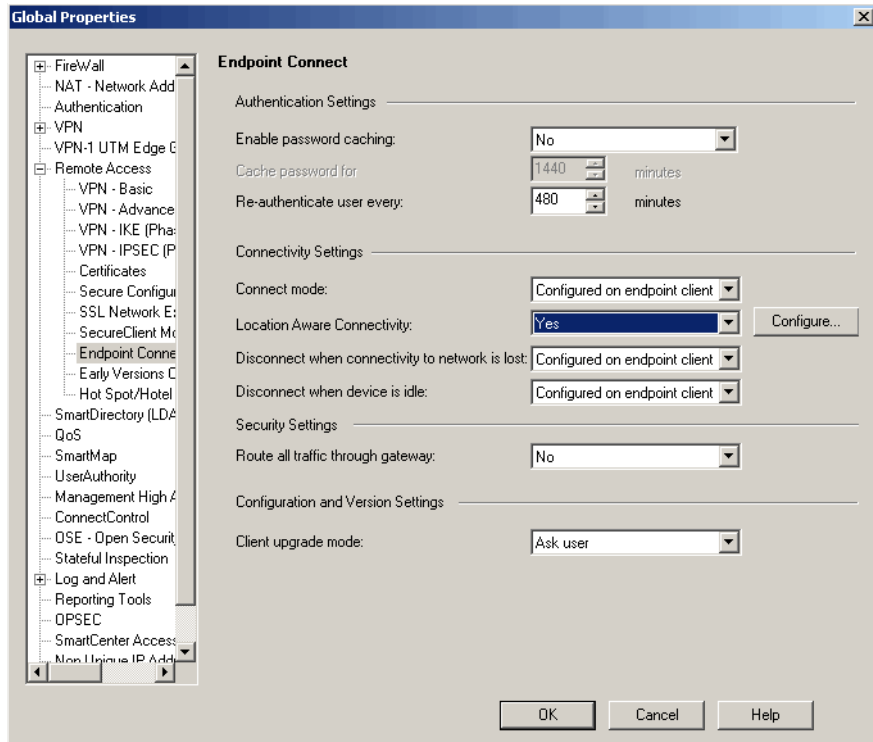 Global Properties
FireWall
NAT - Network Add
Authentication
VPN
VPN-1 UTM Edge G
Remote Access
VPN - Basic
VPN - Advance
VPN - IKE (Pha:
VPN - IPSEC (P
Certificates
Secure Configur
SSL Network E:
SecureClient Mo
Endpoint Conne
Early Versions C
Hot Spot/Hotel
SmartDirectory (LDA
QoS
SmartMap
UserAuthority
Management High A
ConnectControl
OSE - Open Securit
Stateful Inspection
Log and Alert
Reporting Tools
OPSEC
SmartCenter Access
Non Unique IP Addr
Endpoint Connect
Authentication Settings
Enable password caching: No
Cache password for 1440 minutes
Re-authenticate user every: 480 minutes
Connectivity Settings
Connect mode: Configured on endpoint client
Location Aware Connectivity: Yes Configure...
Disconnect when connectivity to network is lost: Configured on endpoint client
Disconnect when device is idle: Configured on endpoint client
Security Settings
Route all traffic through gateway: No
Configuration and Version Settings
Client upgrade mode: Ask user
OK Cancel Help